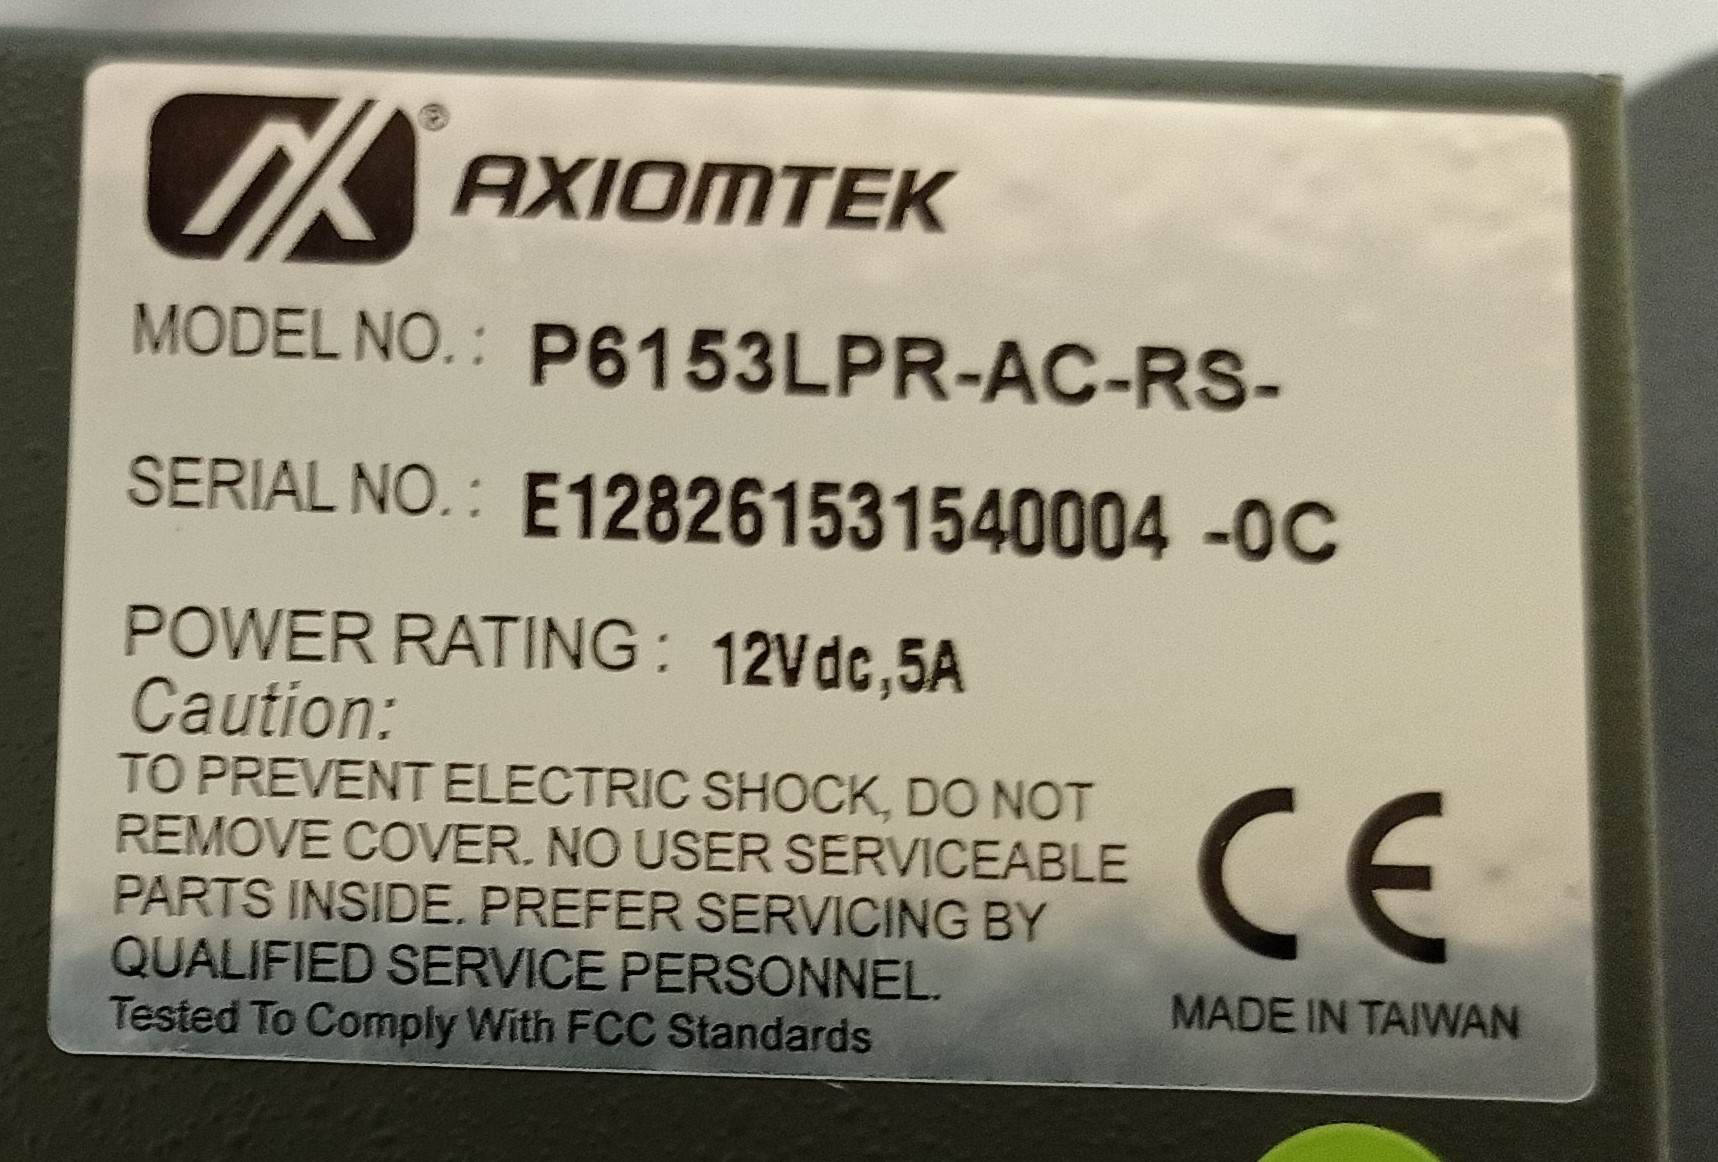 ® AXIOMTEK
MODEL NO. : P6153LPR-AC-RS-
SERIAL NO. : E128261531540004 -0C
POWER RATING : 12Vdc,5A
Caution:
TO PREVENT ELECTRIC SHOCK, DO NOT
REMOVE COVER. NO USER SERVICEABLE
PARTS INSIDE. PREFER SERVICING BY
QUALIFIED SERVICE PERSONNEL.
Tested To Comply With FCC Standards
CE
MADE IN TAIWAN